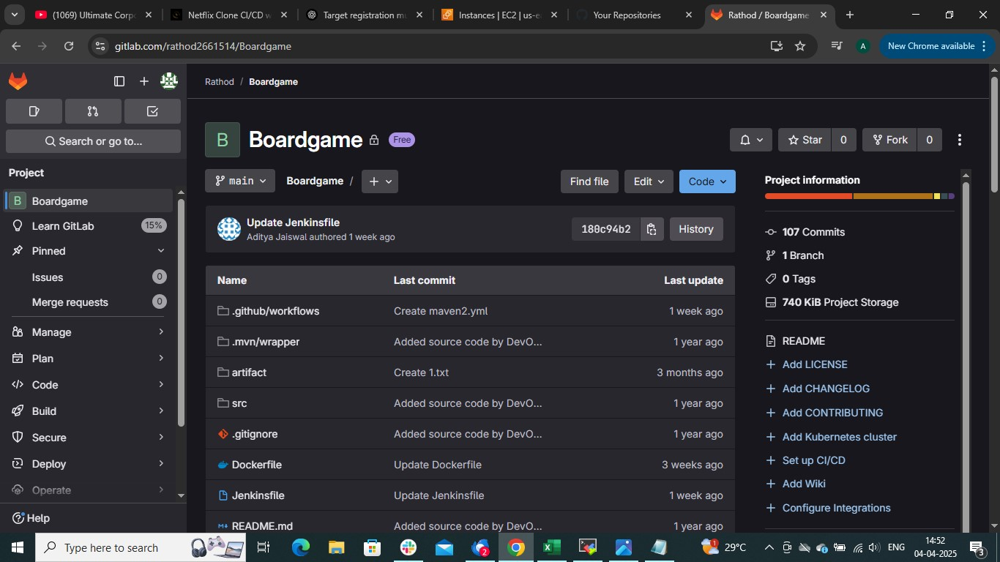 (1069) Ultimate Corp
Netflix Clone CI/CD w
Target registration mu
Instances | EC2 | us-ea
Your Repositories
Rathod / Boardgame
gitlab.com/rathod2661514/Boardgame
A
New Chrome available
Rathod / Boardgame
Search or go to...
Project
B Boardgame
Learn GitLab 15%
Pinned
Issues 0
Merge requests 0
Manage
Plan
Code
Build
Secure
Deploy
Operate
Help
B Boardgame Free
Star 0
Fork 0
main
Boardgame /
Find file
Edit
Code
Update Jenkinsfile
Aditya Jaiswal authored 1 week ago
180c94b2
History
Name Last commit Last update
.github/workflows Create maven2.yml 1 week ago
.mvn/wrapper Added source code by DevO... 1 year ago
artifact Create 1.txt 3 months ago
src Added source code by DevO... 1 year ago
.gitignore Added source code by DevO... 1 year ago
Dockerfile Update Dockerfile 3 weeks ago
Jenkinsfile Update Jenkinsfile 1 week ago
README.md Added source code by DevO... 1 year ago
Project information
107 Commits
1 Branch
0 Tags
740 KiB Project Storage
README
Add LICENSE
Add CHANGELOG
Add CONTRIBUTING
Add Kubernetes cluster
Set up CI/CD
Add Wiki
Configure Integrations
Type here to search
2
1
29°C
ENG
14:52
04-04-2025
3